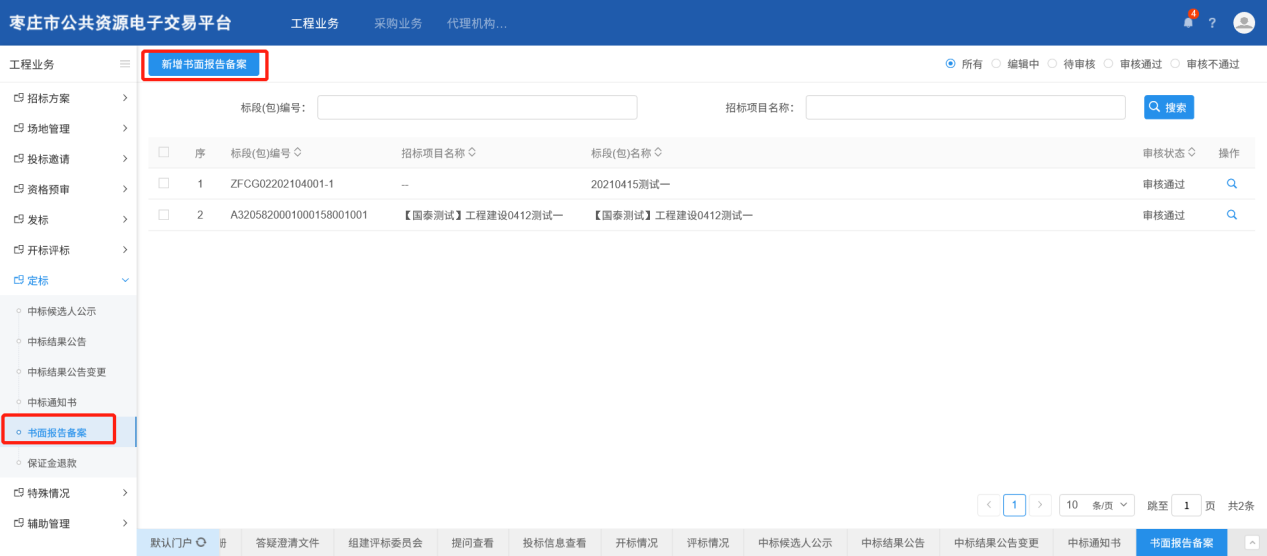 枣庄市公共资源电子交易平台 工程业务 采购业务 代理机构... 4 ?
工程业务
招标方案
场地管理
投标邀请
资格预审
发标
开标评标
定标
中标候选人公示
中标结果公告
中标结果公告变更
中标通知书
书面报告备案
保证金退款
特殊情况
辅助管理
新增书面报告备案 所有 编辑中 待审核 审核通过 审核不通过
标段(包)编号: 招标项目名称: 搜索
序 标段(包)编号 招标项目名称 标段(包)名称 审核状态 操作
1 ZFCG02202104001-1 -- 20210415测试一 审核通过
2 A3205820001000158001001 【国泰测试】工程建设0412测试一 【国泰测试】工程建设0412测试一 审核通过
1 10 条/页 跳至 1 页 共2条
默认门户 册 答疑澄清文件 组建评标委员会 提问查看 投标信息查看 开标情况 评标情况 中标候选人公示 中标结果公告 中标结果公告变更 中标通知书 书面报告备案